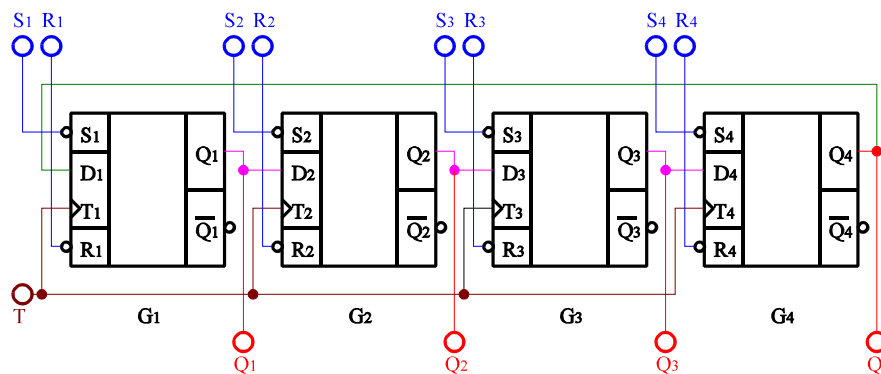 S1 R1 S2 R2 S3 R3 S4 R4
S1 S2 S3 S4
Q1 Q2 Q3 Q4
D1 D2 D3 D4
T1 T2 T3 T4
Q̅1 Q̅2 Q̅3 Q̅4
R1 R2 R3 R4
T G1 G2 G3 G4
Q1 Q2 Q3 Q